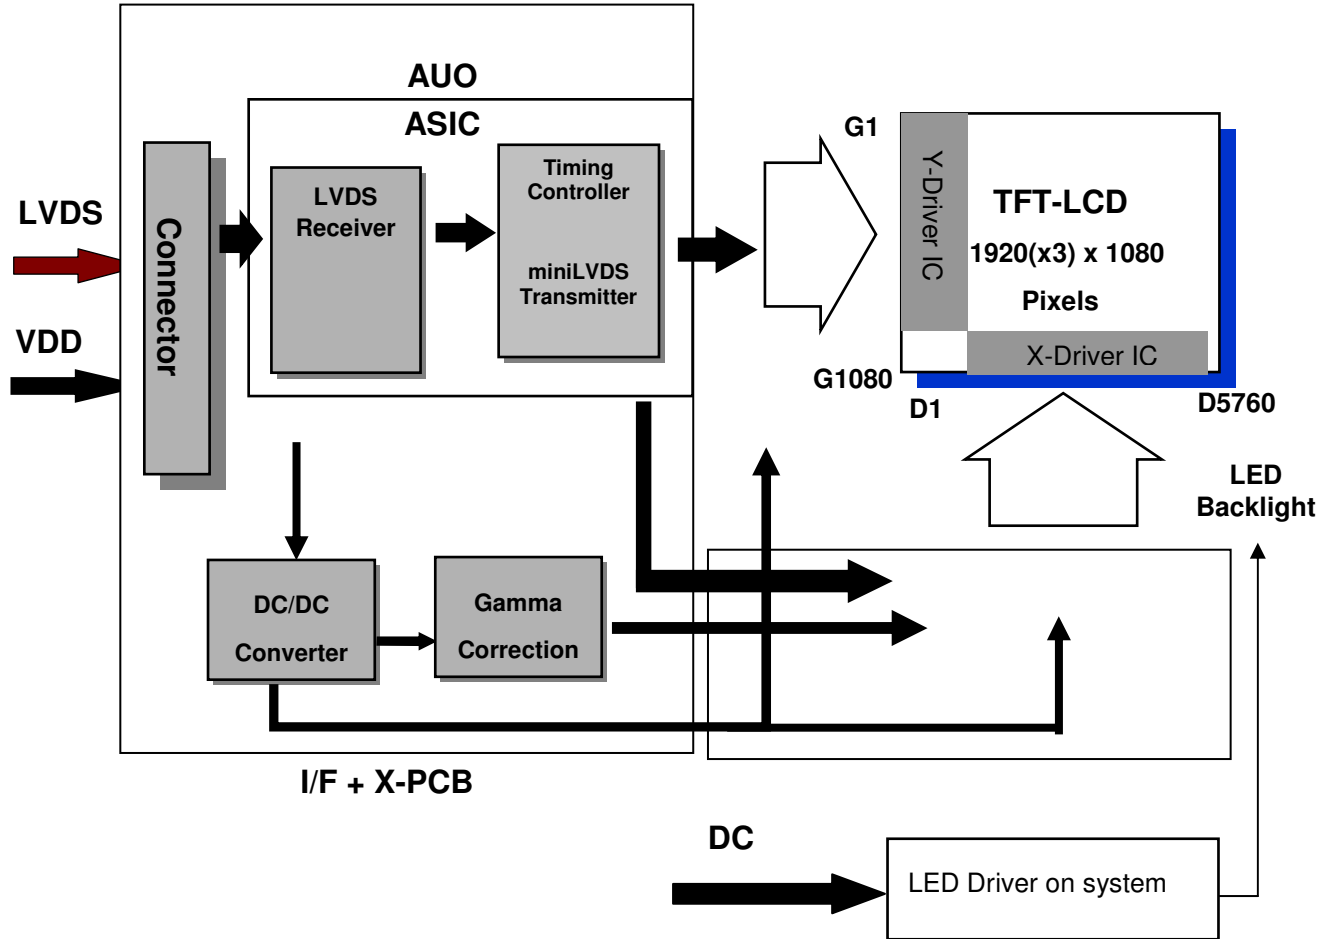 AUO
ASIC
LVDS
VDD
Connector
LVDS
Receiver
Timing
Controller
miniLVDS
Transmitter
G1
G1080
Y-Driver IC
TFT-LCD
1920(x3) x 1080
Pixels
X-Driver IC
D1
D5760
LED
Backlight
DC/DC
Converter
Gamma
Correction
I/F + X-PCB
DC
LED Driver on system